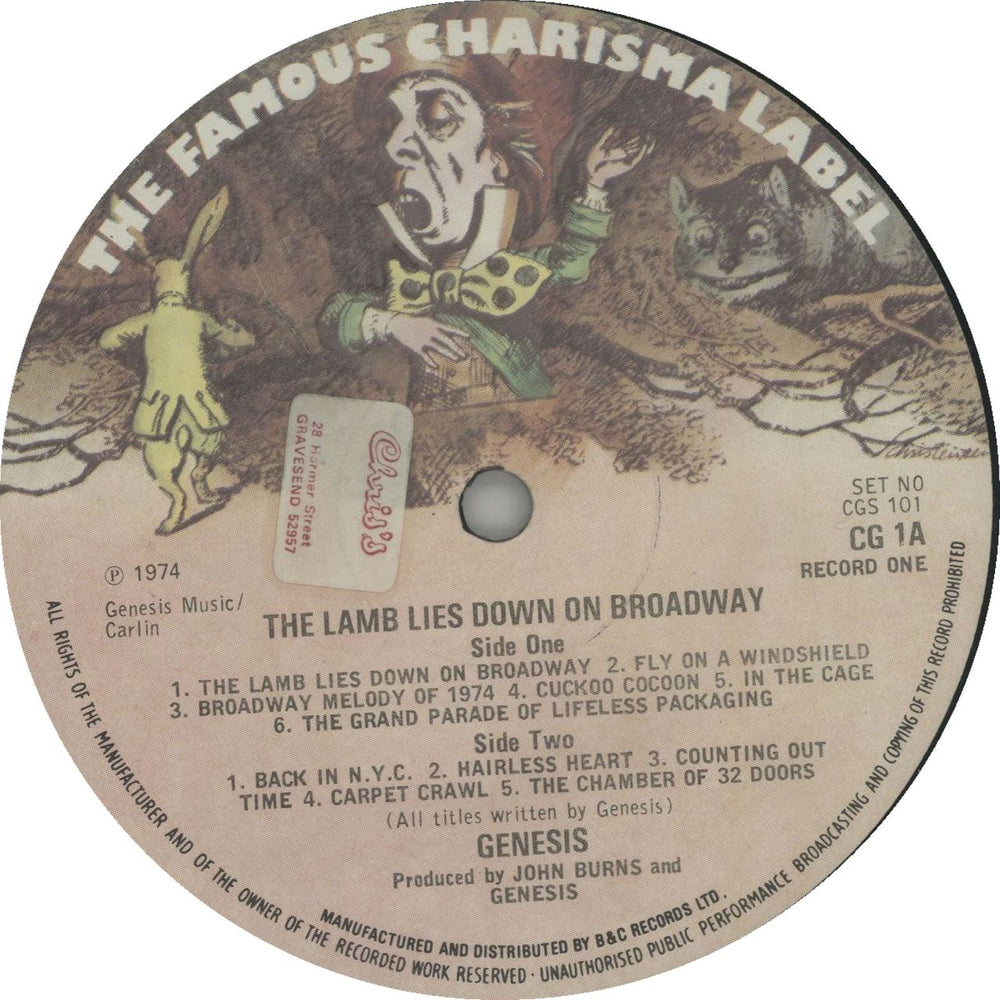 THE FAMOUS CHARISMA LABEL
Chris's
28 Harmer Street
GRAVESEND 52957
SET NO
CGS 101
CG 1A
RECORD ONE
℗ 1974
Genesis Music/
Carlin
THE LAMB LIES DOWN ON BROADWAY
Side One
1. THE LAMB LIES DOWN ON BROADWAY 2. FLY ON A WINDSHIELD
3. BROADWAY MELODY OF 1974 4. CUCKOO COCOON 5. IN THE CAGE
6. THE GRAND PARADE OF LIFELESS PACKAGING
Side Two
1. BACK IN N.Y.C. 2. HAIRLESS HEART 3. COUNTING OUT
TIME 4. CARPET CRAWL 5. THE CHAMBER OF 32 DOORS
(All titles written by Genesis)
GENESIS
Produced by JOHN BURNS and
GENESIS
MANUFACTURED AND DISTRIBUTED BY B&C RECORDS LTD.
ALL RIGHTS OF THE MANUFACTURER AND OF THE OWNER OF THE RECORDED WORK RESERVED · UNAUTHORISED PUBLIC PERFORMANCE BROADCASTING AND COPYING OF THIS RECORD PROHIBITED